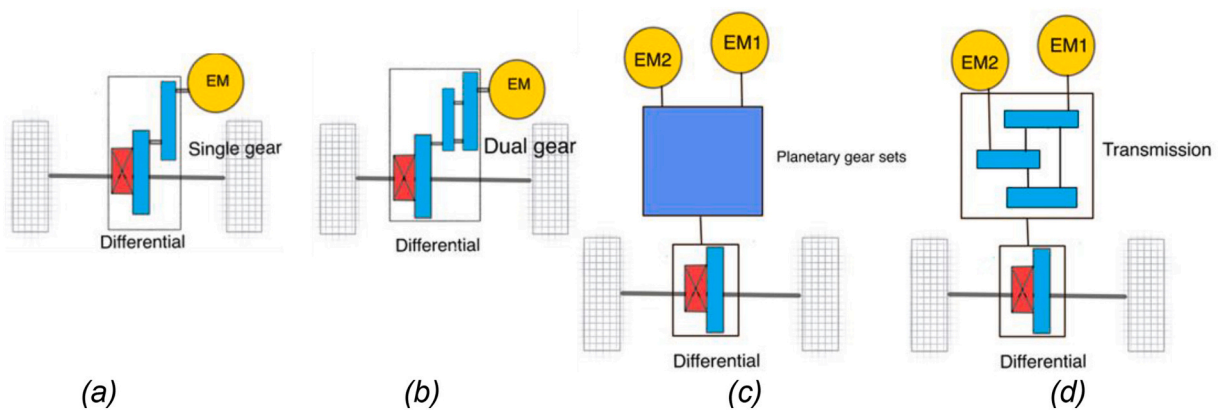 EM
Single gear
Differential
(a)
EM
Dual gear
Differential
(b)
EM2
EM1
Planetary gear sets
Differential
(c)
EM2
EM1
Transmission
Differential
(d)